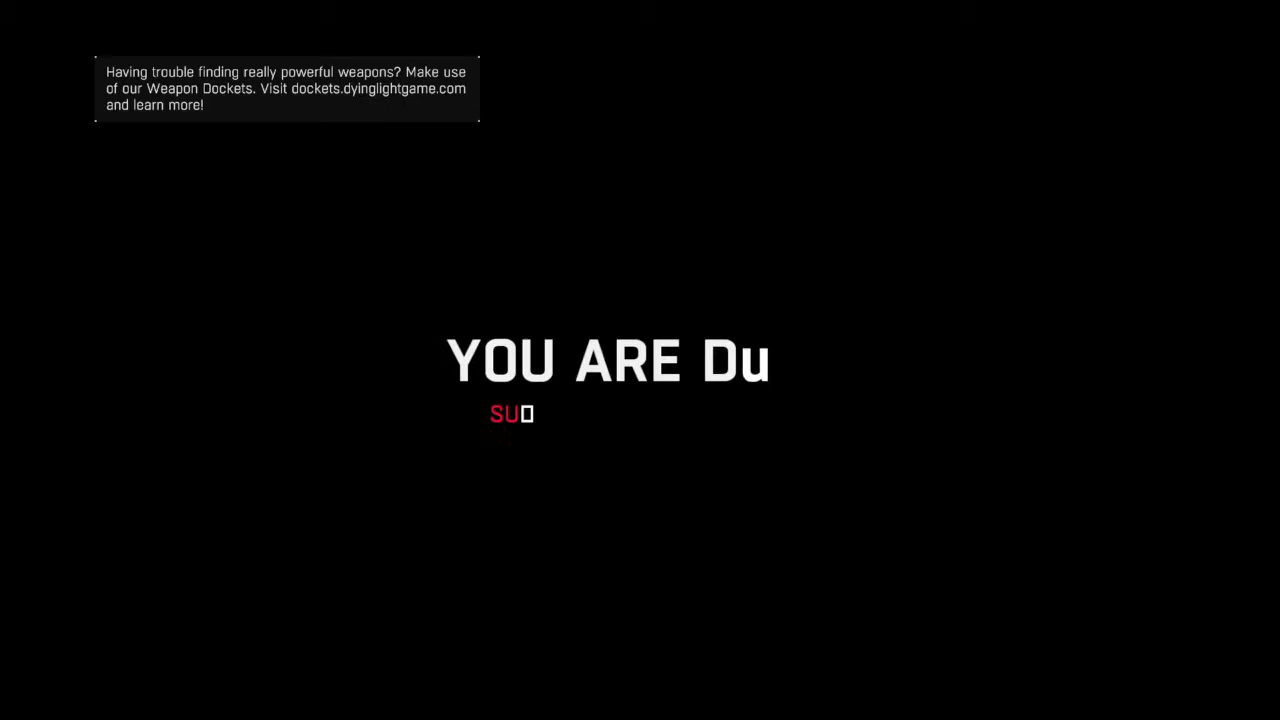 Having trouble finding really powerful weapons? Make use
of our Weapon Dockets. Visit dockets.dyinglightgame.com
and learn more!
YOU ARE Du
SU